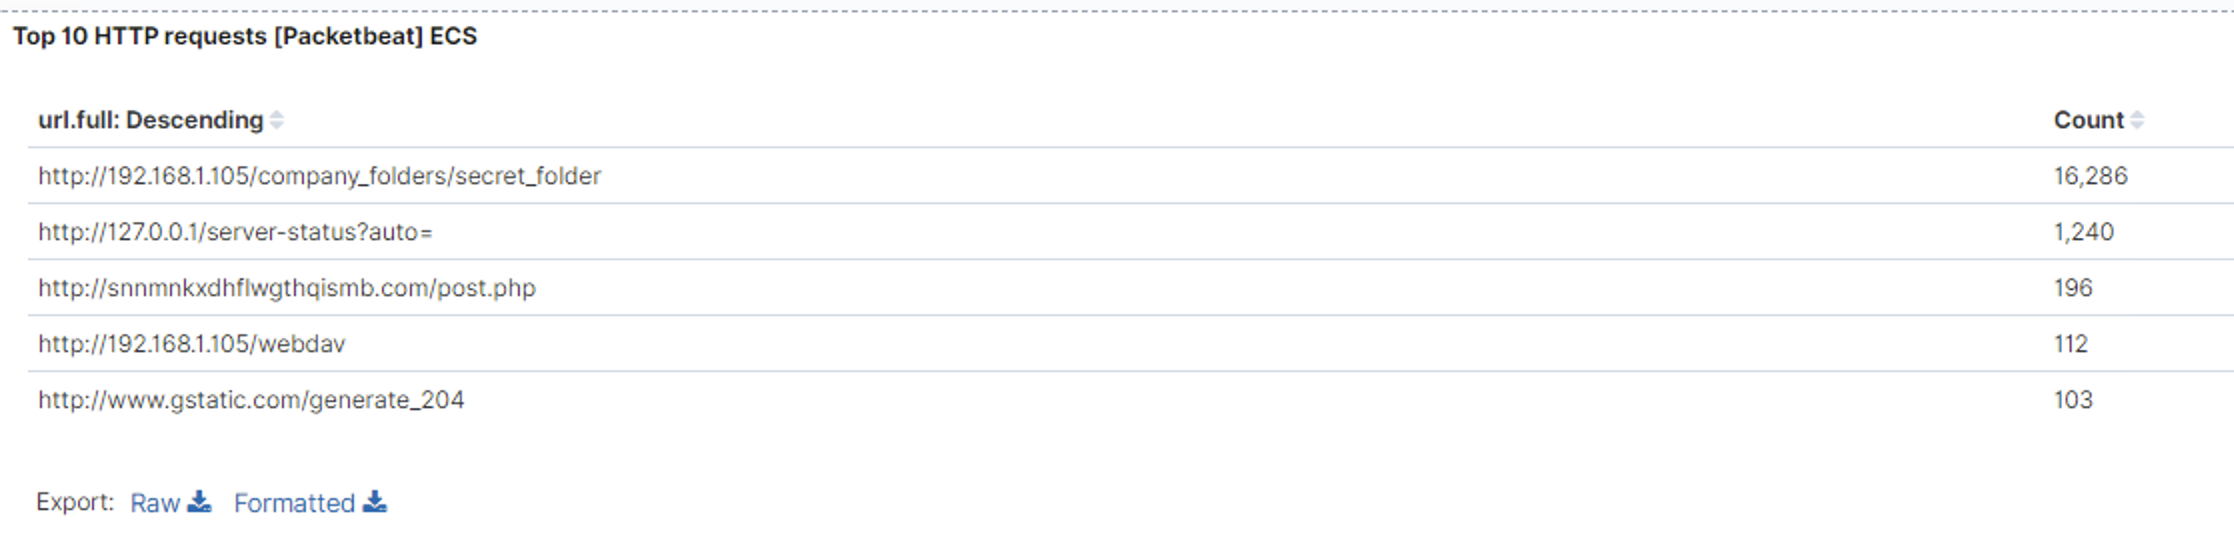 Top 10 HTTP requests [Packetbeat] ECS
url.full: Descending Count
http://192.168.1.105/company_folders/secret_folder 16,286
http://127.0.0.1/server-status?auto= 1,240
http://snnmnkxdhflwgthqismb.com/post.php 196
http://192.168.1.105/webdav 112
http://www.gstatic.com/generate_204 103
Export: Raw Formatted